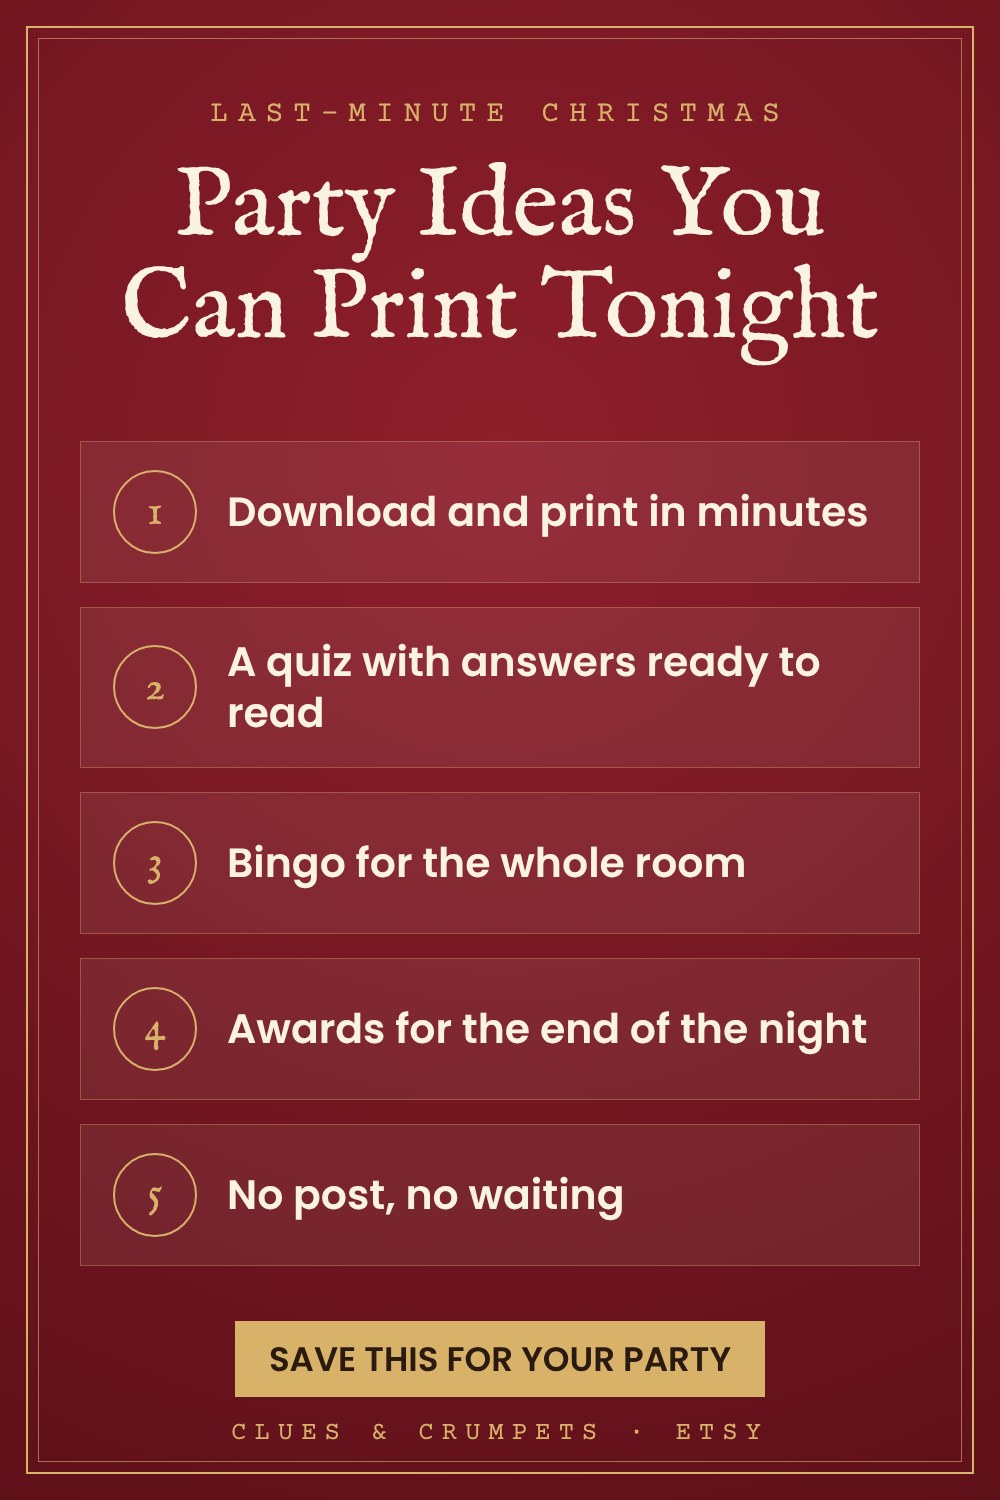 LAST-MINUTE CHRISTMAS
Party Ideas You
Can Print Tonight
1 Download and print in minutes
2 A quiz with answers ready to
read
3 Bingo for the whole room
4 Awards for the end of the night
5 No post, no waiting
SAVE THIS FOR YOUR PARTY
CLUES & CRUMPETS · ETSY